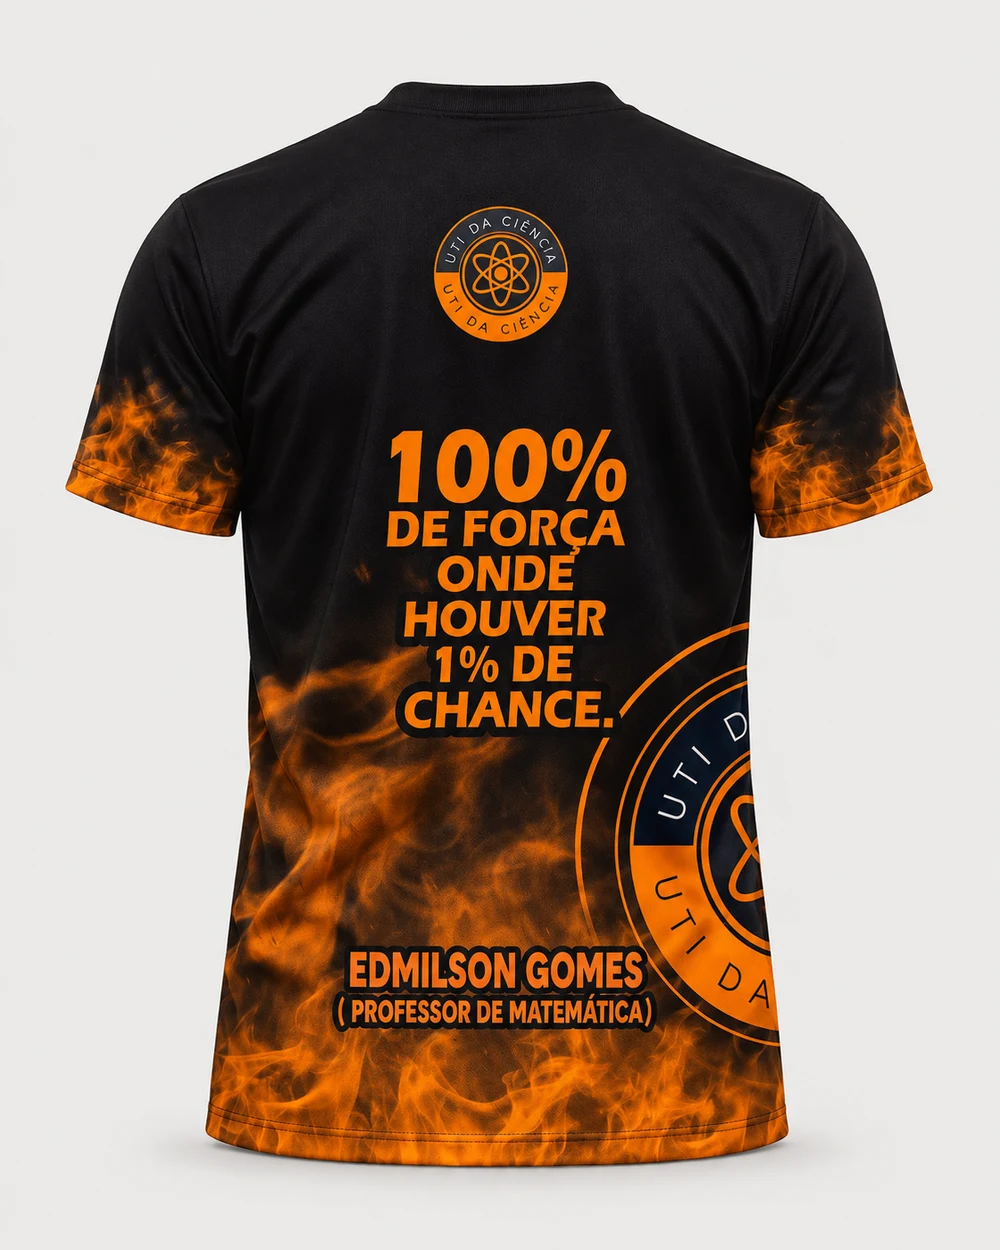 UTI DA CIÊNCIA
UTI DA CIÊNCIA
100%
DE FORÇA
ONDE
HOUVER
1% DE
CHANCE.
UTI D
UTI DA
EDMILSON GOMES
( PROFESSOR DE MATEMÁTICA)